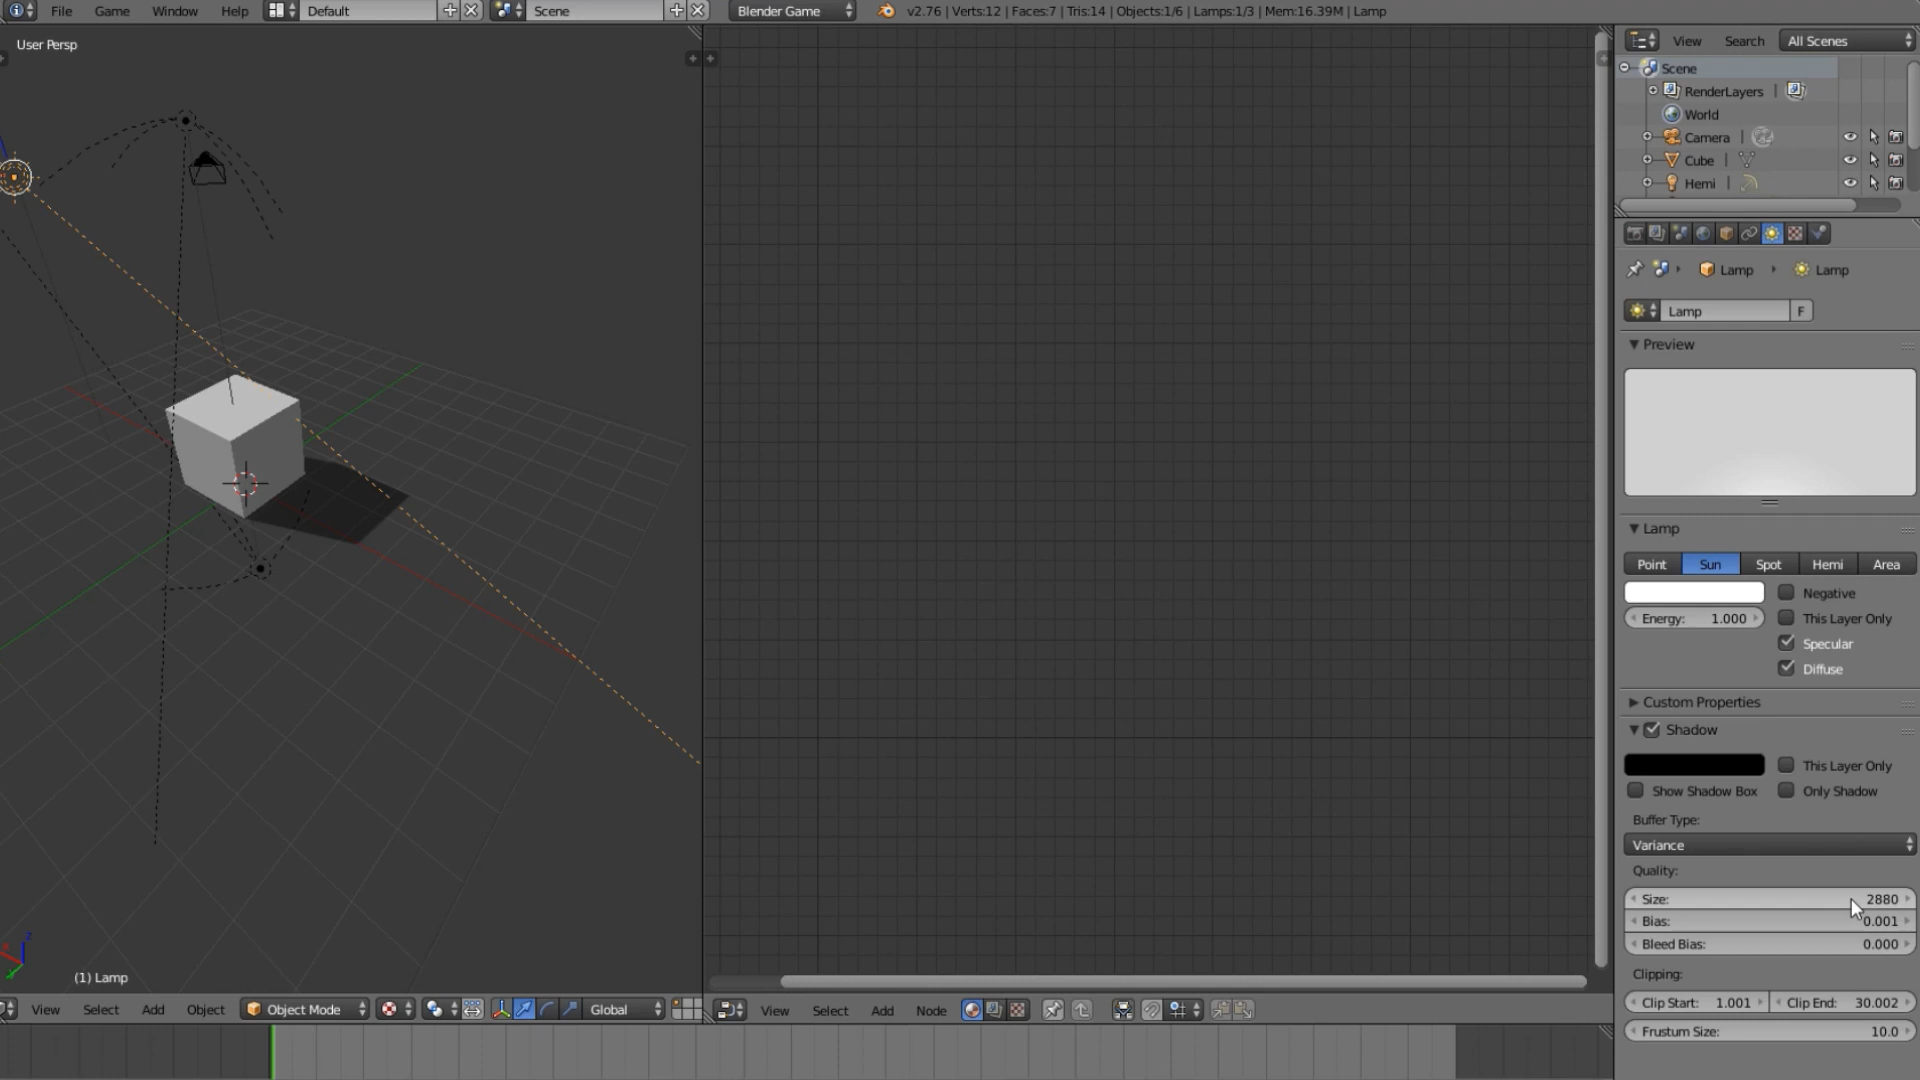 File Game Window Help Default Scene Blender Game v2.76 | Verts:12 | Faces:7 | Tris:14 | Objects:1/6 | Lamps:1/3 | Mem:16.39M | Lamp
User Persp
View Search All Scenes
Scene
RenderLayers
World
Camera
Cube
Hemi
Lamp Lamp
Lamp F
Preview
Lamp
Point Sun Spot Hemi Area
Negative
Energy: 1.000 This Layer Only
Specular
Diffuse
Custom Properties
Shadow
This Layer Only
Show Shadow Box Only Shadow
Buffer Type:
Variance
Quality:
Size: 2880
Bias: 0.001
Bleed Bias: 0.000
Clipping:
Clip Start: 1.001 Clip End: 30.002
Frustum Size: 10.0
z
(1) Lamp
View Select Add Object Object Mode Global
View Select Add Node